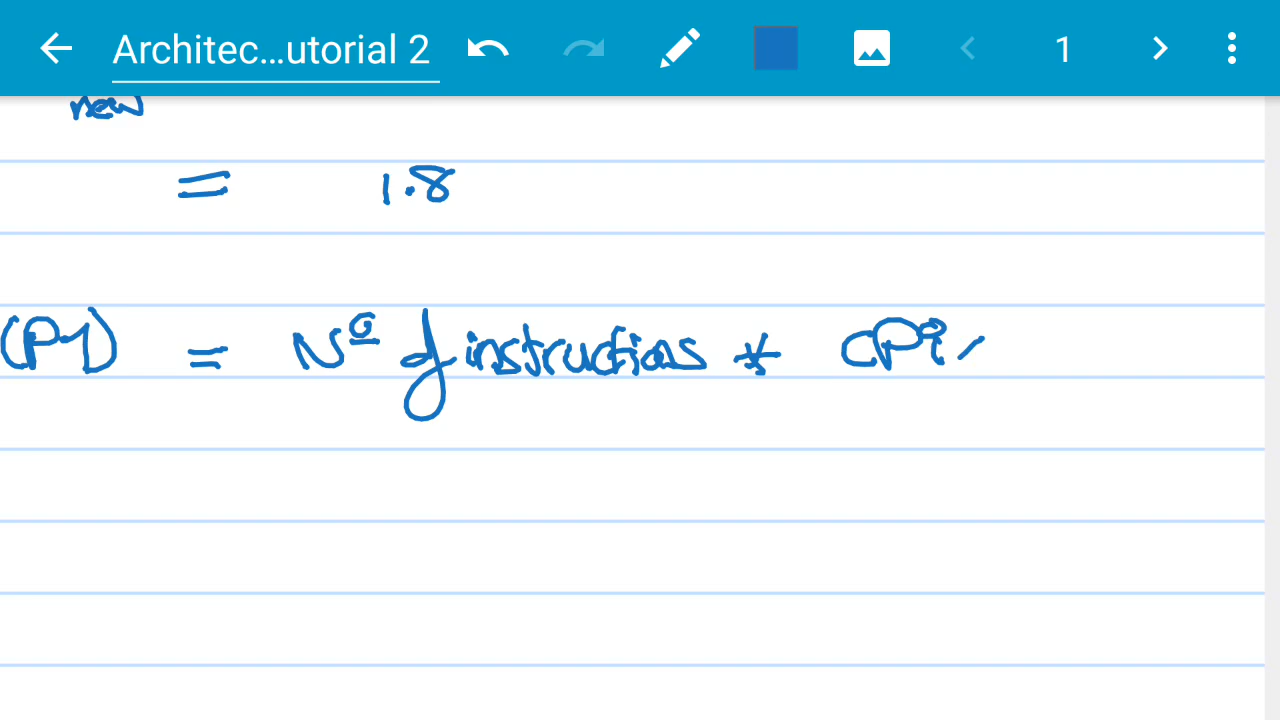 Architec...utorial 2 1
new
= 1.8
(P1) = Nº of instructions * CPi